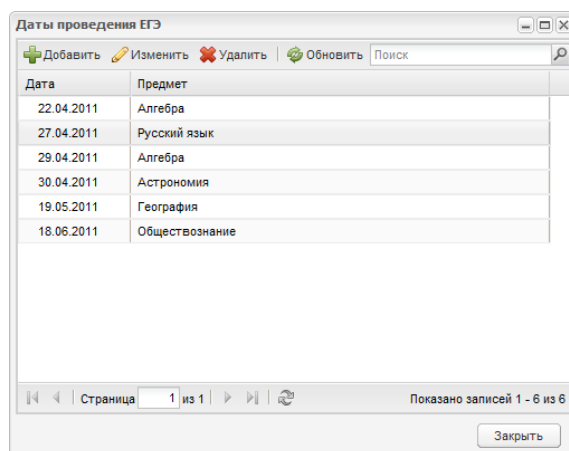 Даты проведения ЕГЭ
Добавить Изменить Удалить Обновить Поиск
Дата Предмет
22.04.2011 Алгебра
27.04.2011 Русский язык
29.04.2011 Алгебра
30.04.2011 Астрономия
19.05.2011 География
18.06.2011 Обществознание
Страница 1 из 1 Показано записей 1 - 6 из 6
Закрыть